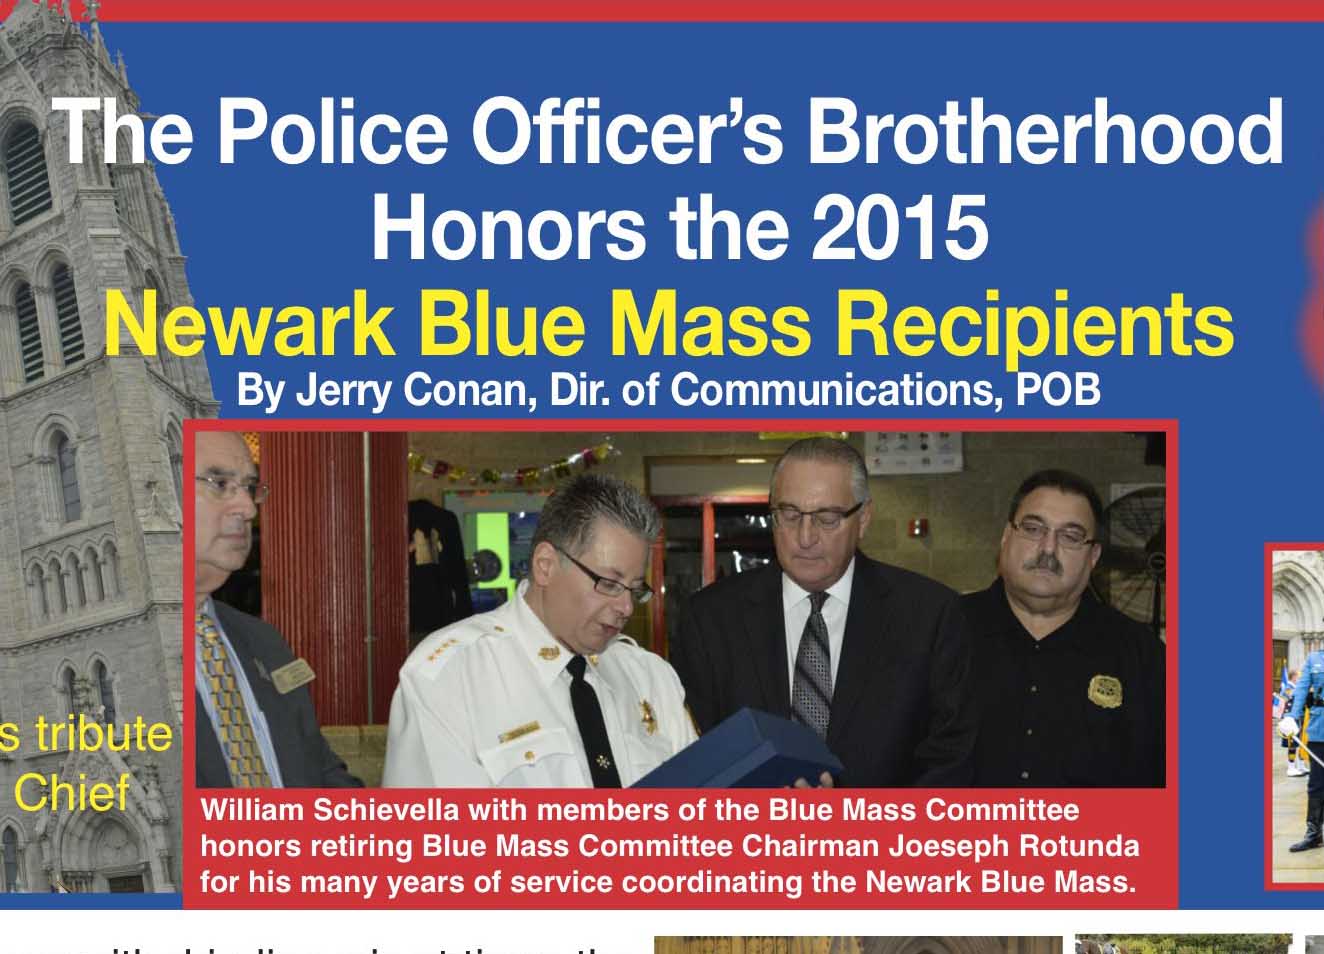 The Police Officer's Brotherhood
Honors the 2015
Newark Blue Mass Recipients
By Jerry Conan, Dir. of Communications, POB
s tribute
Chief
William Schievella with members of the Blue Mass Committee
honors retiring Blue Mass Committee Chairman Joeseph Rotunda
for his many years of service coordinating the Newark Blue Mass.